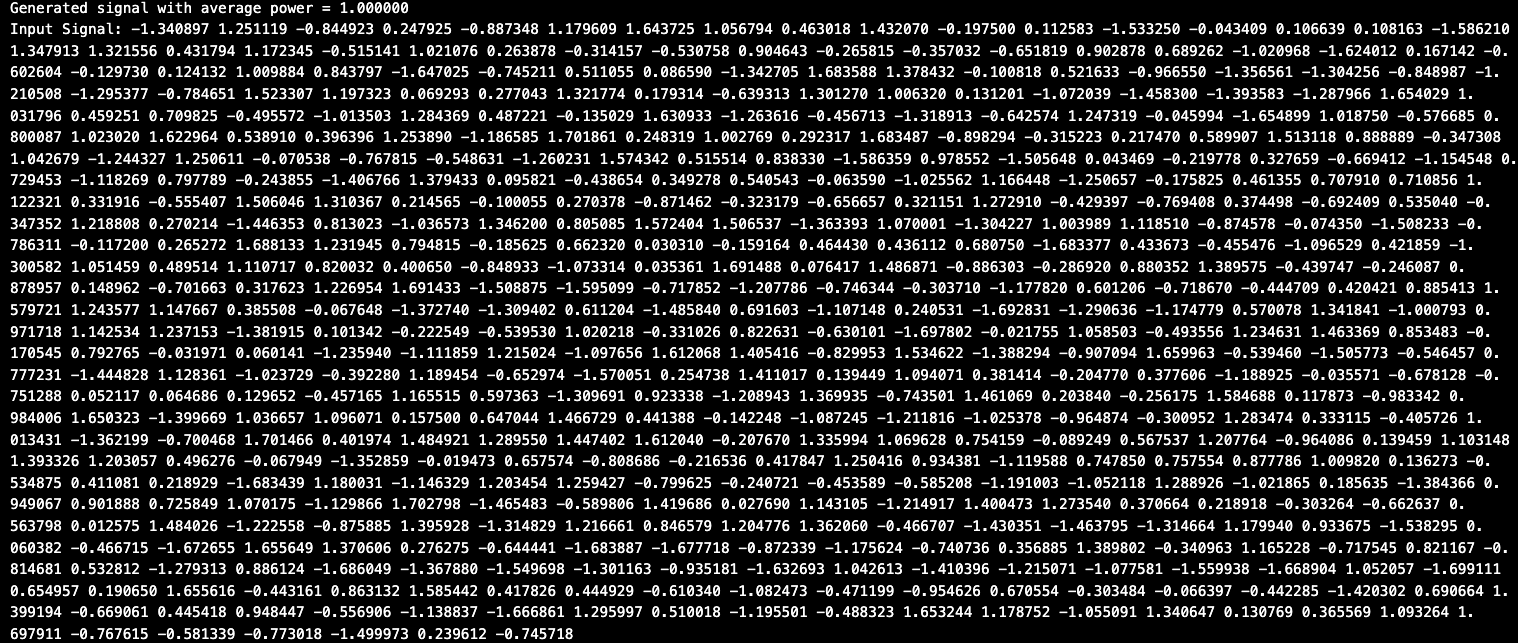 Generated signal with average power = 1.000000
Input Signal: -1.340897 1.251119 -0.844923 0.247925 -0.887348 1.179609 1.643725 1.056794 0.463018 1.432070 -0.197500 0.112583 -1.533250 -0.043409 0.106639 0.108163 -1.586210
1.347913 1.321556 0.431794 1.172345 -0.515141 1.021076 0.263878 -0.314157 -0.530758 0.904643 -0.265815 -0.357032 -0.651819 0.902878 0.689262 -1.020968 -1.624012 0.167142 -0.
602604 -0.129730 0.124132 1.009884 0.843797 -1.647025 -0.745211 0.511055 0.086590 -1.342705 1.683588 1.378432 -0.100818 0.521633 -0.966550 -1.356561 -1.304256 -0.848987 -1.
210508 -1.295377 -0.784651 1.523307 1.197323 0.069293 0.277043 1.321774 0.179314 -0.639313 1.301270 1.006320 0.131201 -1.072039 -1.458300 -1.393583 -1.287966 1.654029 1.
031796 0.459251 0.709825 -0.495572 -1.013503 1.284369 0.487221 -0.135029 1.630933 -1.263616 -0.456713 -1.318913 -0.642574 1.247319 -0.045994 -1.654899 1.018750 -0.576685 0.
800087 1.023020 1.622964 0.538910 0.396396 1.253890 -1.186585 1.701861 0.248319 1.002769 0.292317 1.683487 -0.898294 -0.315223 0.217470 0.589907 1.513118 0.888889 -0.347308
1.042679 -1.244327 1.250611 -0.070538 -0.767815 -0.548631 -1.260231 1.574342 0.515514 0.838330 -1.586359 0.978552 -1.505648 0.043469 -0.219778 0.327659 -0.669412 -1.154548 0.
729453 -1.118269 0.797789 -0.243855 -1.406766 1.379433 0.095821 -0.438654 0.349278 0.540543 -0.063590 -1.025562 1.166448 -1.250657 -0.175825 0.461355 0.707910 0.710856 1.
122321 0.331916 -0.555407 1.506046 1.310367 0.214565 -0.100055 0.270378 -0.871462 -0.323179 -0.656657 0.321151 1.272910 -0.429397 -0.769408 0.374498 -0.692409 0.535040 -0.
347352 1.218808 0.270214 -1.446353 0.813023 -1.036573 1.346200 0.805085 1.572404 1.506537 -1.363393 1.070001 -1.304227 1.003989 1.118510 -0.874578 -0.074350 -1.508233 -0.
786311 -0.117200 0.265272 1.688133 1.231945 0.794815 -0.185625 0.662320 0.030310 -0.159164 0.464430 0.436112 0.680750 -1.683377 0.433673 -0.455476 -1.096529 0.421859 -1.
300582 1.051459 0.489514 1.110717 0.820032 0.400650 -0.848933 -1.073314 0.035361 1.691488 0.076417 1.486871 -0.886303 -0.286920 0.880352 1.389575 -0.439747 -0.246087 0.
878957 0.148962 -0.701663 0.317623 1.226954 1.691433 -1.508875 -1.595099 -0.717852 -1.207786 -0.746344 -0.303710 -1.177820 0.601206 -0.718670 -0.444709 0.420421 0.885413 1.
579721 1.243577 1.147667 0.385508 -0.067648 -1.372740 -1.309402 0.611204 -1.485840 0.691603 -1.107148 0.240531 -1.692831 -1.290636 -1.174779 0.570078 1.341841 -1.000793 0.
971718 1.142534 1.237153 -1.381915 0.101342 -0.222549 -0.539530 1.020218 -0.331026 0.822631 -0.630101 -1.697802 -0.021755 1.058503 -0.493556 1.234631 1.463369 0.853483 -0.
170545 0.792765 -0.031971 0.060141 -1.235940 -1.111859 1.215024 -1.097656 1.612068 1.405416 -0.829953 1.534622 -1.388294 -0.907094 1.659963 -0.539460 -1.505773 -0.546457 0.
777231 -1.444828 1.128361 -1.023729 -0.392280 1.189454 -0.652974 -1.570051 0.254738 1.411017 0.139449 1.094071 0.381414 -0.204770 0.377606 -1.188925 -0.035571 -0.678128 -0.
751288 0.052117 0.064686 0.129652 -0.457165 1.165515 0.597363 -1.309691 0.923338 -1.208943 1.369935 -0.743501 1.461069 0.203840 -0.256175 1.584688 0.117873 -0.983342 0.
984006 1.650323 -1.399669 1.036657 1.096071 0.157500 0.647044 1.466729 0.441388 -0.142248 -1.087245 -1.211816 -1.025378 -0.964874 -0.300952 1.283474 0.333115 -0.405726 1.
013431 -1.362199 -0.700468 1.701466 0.401974 1.484921 1.289550 1.447402 1.612040 -0.207670 1.335994 1.069628 0.754159 -0.089249 0.567537 1.207764 -0.964086 0.139459 1.103148
1.393326 1.203057 0.496276 -0.067949 -1.352859 -0.019473 0.657574 -0.808686 -0.216536 0.417847 1.250416 0.934381 -1.119588 0.747850 0.757554 0.877786 1.009820 0.136273 -0.
534875 0.411081 0.218929 -1.683439 1.180031 -1.146329 1.203454 1.259427 -0.799625 -0.240721 -0.453589 -0.585208 -1.191003 -1.052118 1.288926 -1.021865 0.185635 -1.384366 0.
949067 0.901888 0.725849 1.070175 -1.129866 1.702798 -1.465483 -0.589806 1.419686 0.027690 1.143105 -1.214917 1.400473 1.273540 0.370664 0.218918 -0.303264 -0.662637 0.
563798 0.012575 1.484026 -1.222558 -0.875885 1.395928 -1.314829 1.216661 0.846579 1.204776 1.362060 -0.466707 -1.430351 -1.463795 -1.314664 1.179940 0.933675 -1.538295 0.
060382 -0.466715 -1.672655 1.655649 1.370606 0.276275 -0.644441 -1.683887 -1.677718 -0.872339 -1.175624 -0.740736 0.356885 1.389802 -0.340963 1.165228 -0.717545 0.821167 -0.
814681 0.532812 -1.279313 0.886124 -1.686049 -1.367880 -1.549698 -1.301163 -0.935181 -1.632693 1.042613 -1.410396 -1.215071 -1.077581 -1.559938 -1.668904 1.052057 -1.699111
0.654957 0.190650 1.655616 -0.443161 0.863132 1.585442 0.417826 0.444929 -0.610340 -1.082473 -0.471199 -0.954626 0.670554 -0.303484 -0.066397 -0.442285 -1.420302 0.690664 1.
399194 -0.669061 0.445418 0.948447 -0.556906 -1.138837 -1.666861 1.295997 0.510018 -1.195501 -0.488323 1.653244 1.178752 -1.055091 1.340647 0.130769 0.365569 1.093264 1.
697911 -0.767615 -0.581339 -0.773018 -1.499973 0.239612 -0.745718